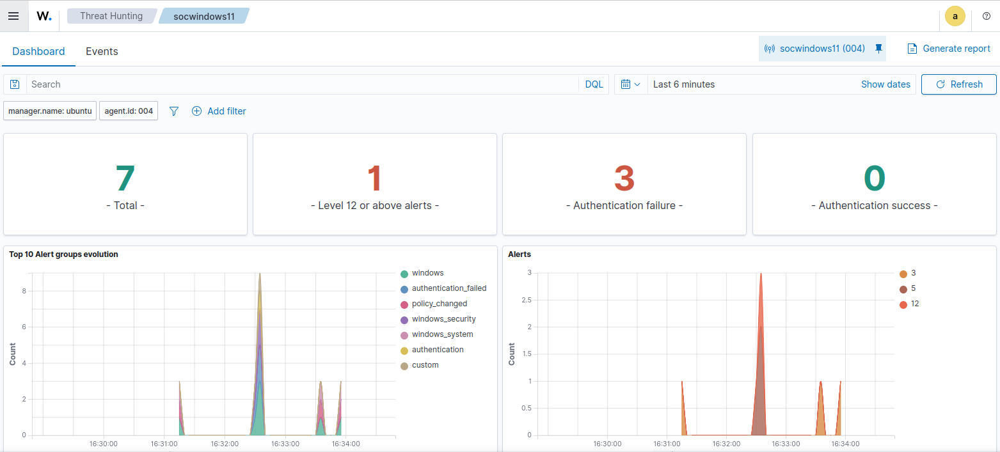 W. Threat Hunting socwindows11 a
Dashboard Events socwindows11 (004) Generate report
Search DQL Last 6 minutes Show dates Refresh
manager.name: ubuntu agent.id: 004 Add filter
7 1 3 0
- Total - - Level 12 or above alerts - - Authentication failure - - Authentication success -
Top 10 Alert groups evolution
Count
8
6
4
2
0
16:30:00 16:31:00 16:32:00 16:33:00 16:34:00
windows
authentication_failed
policy_changed
windows_security
windows_system
authentication
custom
Alerts
Count
3
2.5
2
1.5
1
0.5
0
16:30:00 16:31:00 16:32:00 16:33:00 16:34:00
3
5
12